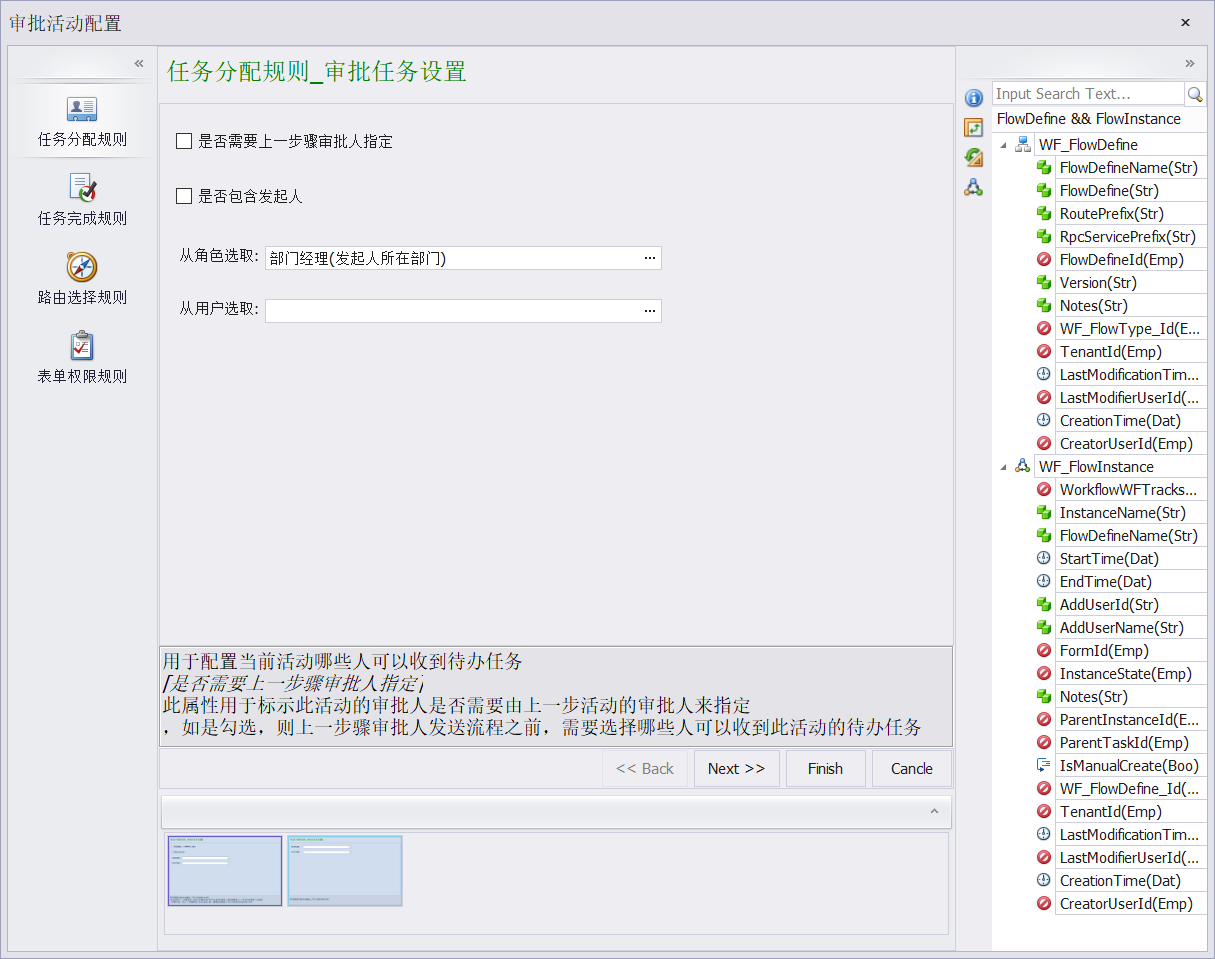 审批活动配置
任务分配规则
任务完成规则
路由选择规则
表单权限规则
任务分配规则_审批任务设置
是否需要上一步骤审批人指定
是否包含发起人
从角色选取: 部门经理(发起人所在部门) ...
从用户选取: ...
用于配置当前活动哪些人可以收到待办任务
[是否需要上一步骤审批人指定]
此属性用于标示此活动的审批人是否需要由上一步活动的审批人来指定
，如是勾选，则上一步骤审批人发送流程之前，需要选择哪些人可以收到此活动的待办任务
<< Back Next >> Finish Cancle
Input Search Text...
FlowDefine && FlowInstance
WF_FlowDefine
FlowDefineName(Str)
FlowDefine(Str)
RoutePrefix(Str)
RpcServicePrefix(Str)
FlowDefineId(Emp)
Version(Str)
Notes(Str)
WF_FlowType_Id(E...
TenantId(Emp)
LastModificationTim...
LastModifierUserId(...
CreationTime(Dat)
CreatorUserId(Emp)
WF_FlowInstance
WorkflowWFTracks...
InstanceName(Str)
FlowDefineName(Str)
StartTime(Dat)
EndTime(Dat)
AddUserId(Str)
AddUserName(Str)
FormId(Emp)
InstanceState(Emp)
Notes(Str)
ParentInstanceId(E...
ParentTaskId(Emp)
IsManualCreate(Boo)
WF_FlowDefine_Id(...
TenantId(Emp)
LastModificationTim...
LastModifierUserId(...
CreationTime(Dat)
CreatorUserId(Emp)